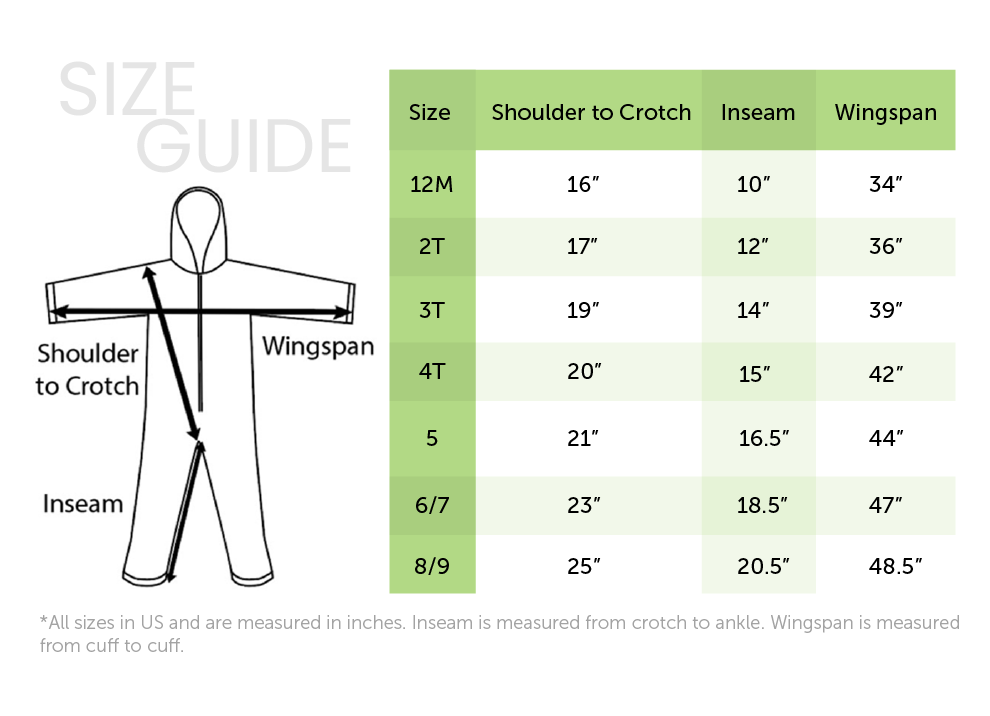 SIZE
GUIDE
Shoulder
to Crotch
Wingspan
Inseam
Size Shoulder to Crotch Inseam Wingspan
12M 16” 10” 34”
2T 17” 12” 36”
3T 19” 14” 39”
4T 20” 15” 42”
5 21” 16.5” 44”
6/7 23” 18.5” 47”
8/9 25” 20.5” 48.5”
*All sizes in US and are measured in inches. Inseam is measured from crotch to ankle. Wingspan is measured
from cuff to cuff.